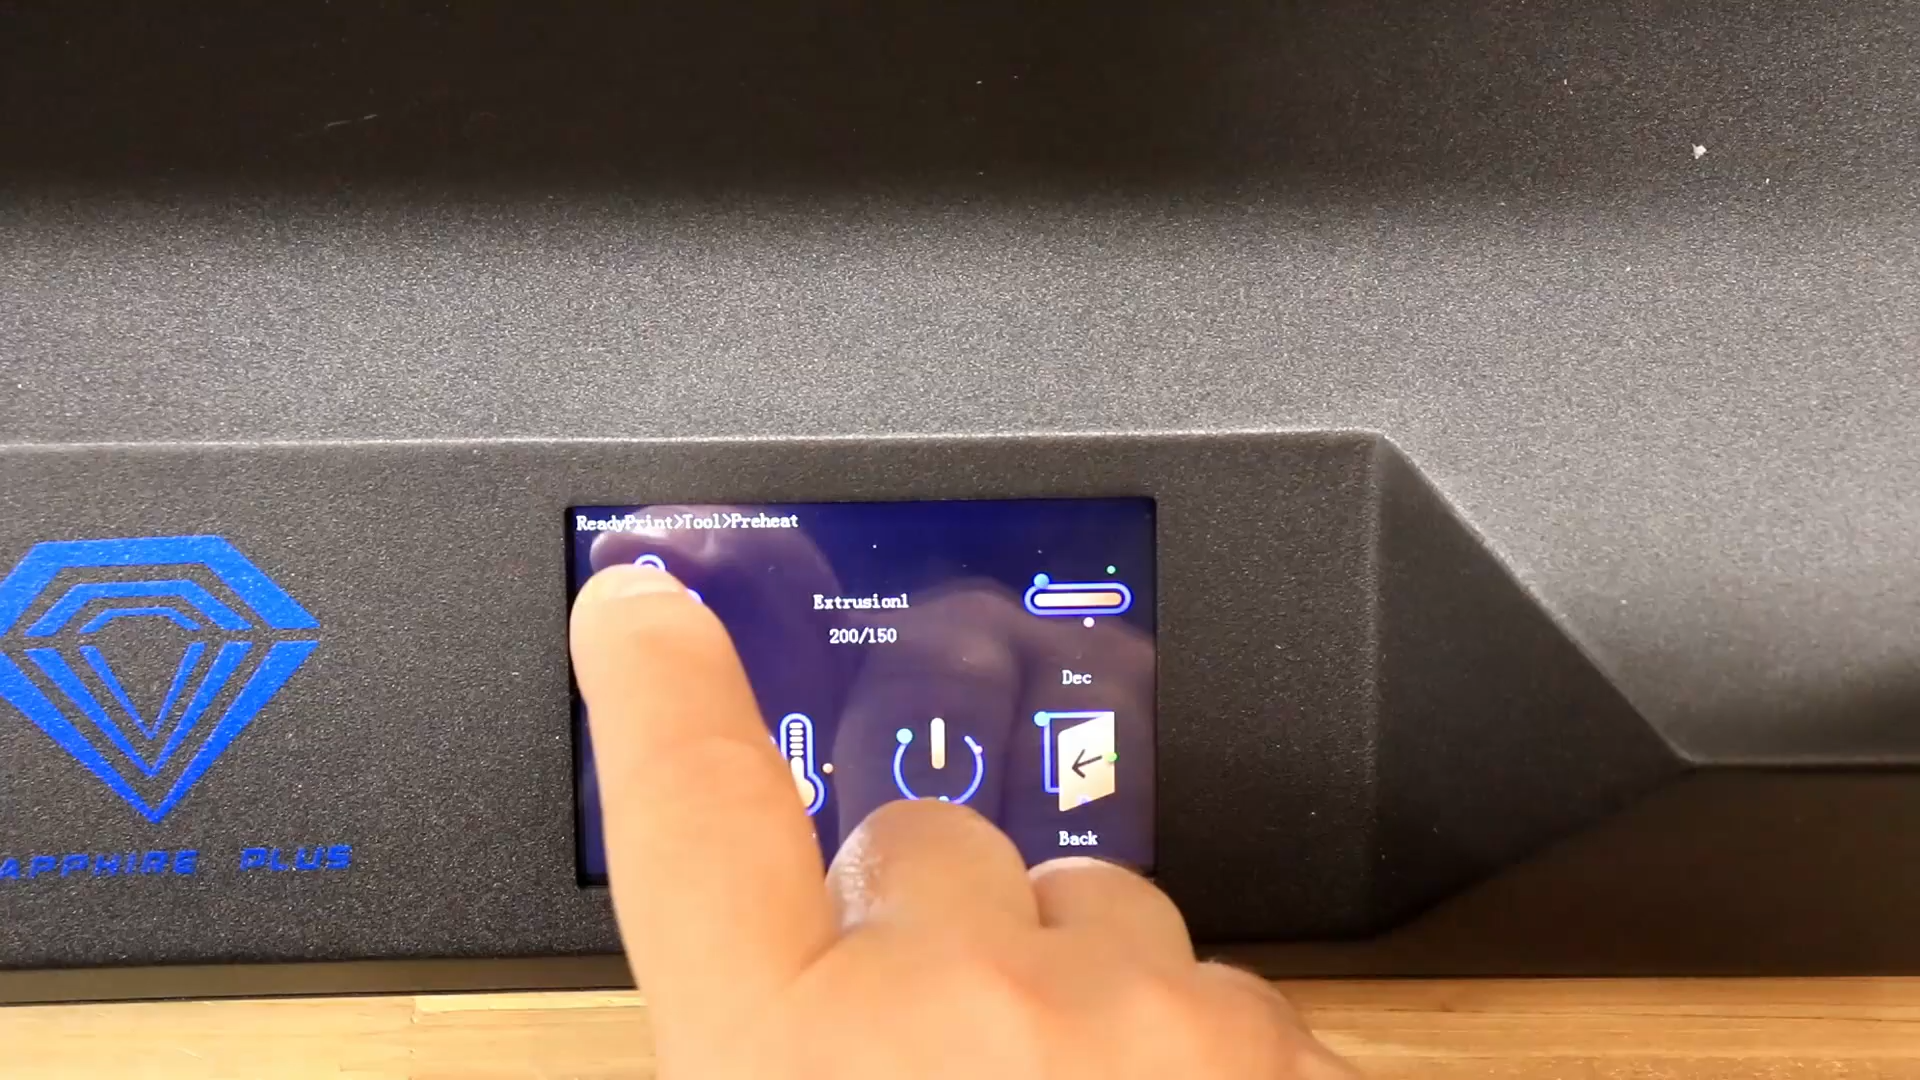 ReadyPrint>Tool>Preheat
Extrusion1
200/150
Dec
Back
APPHIRE PLUS